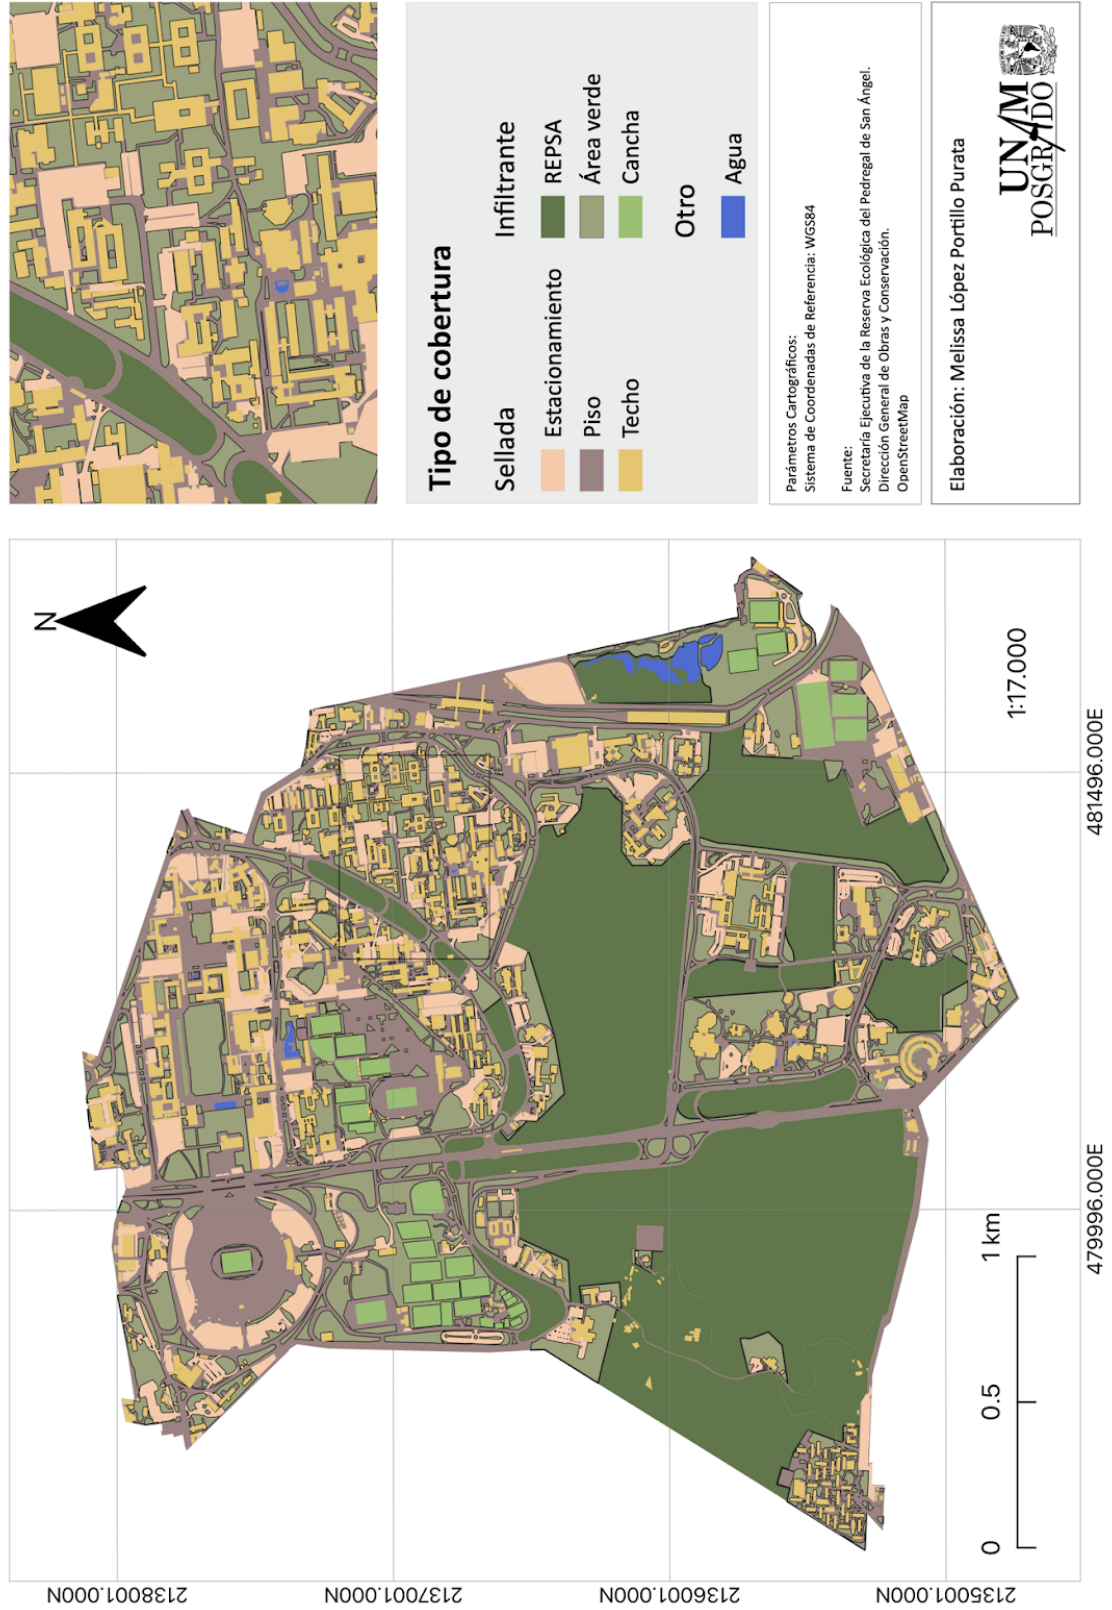 N
2138001.000N
2137001.000N
2136001.000N
2135001.000N
479996.000E
481496.000E
0
0.5
1 km
1:17.000
Tipo de cobertura
Sellada
Estacionamiento
Piso
Techo
Infiltrante
REPSA
Área verde
Cancha
Otro
Agua
Parámetros Cartográficos:
Sistema de Coordenadas de Referencia: WGS84
Fuente:
Secretaría Ejecutiva de la Reserva Ecológica del Pedregal de San Ángel.
Dirección General de Obras y Conservación.
OpenStreetMap
Elaboración: Melissa López Portillo Purata
UNAM
POSGRADO